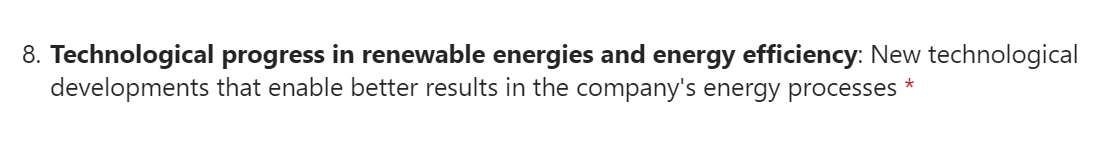 8. Technological progress in renewable energies and energy efficiency: New technological
developments that enable better results in the company's energy processes *